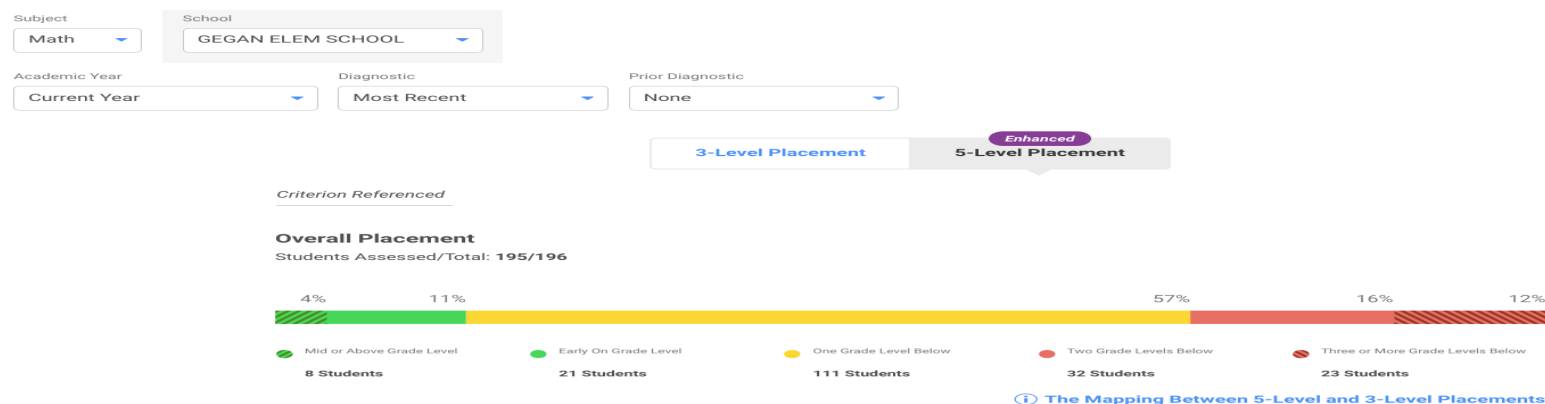 Subject School
Math GEGAN ELEM SCHOOL
Academic Year Diagnostic Prior Diagnostic
Current Year Most Recent None
Enhanced
3-Level Placement 5-Level Placement
Criterion Referenced
Overall Placement
Students Assessed/Total: 195/196
4% 11% 57% 16% 12%
Mid or Above Grade Level Early On Grade Level One Grade Level Below Two Grade Levels Below Three or More Grade Levels Below
8 Students 21 Students 111 Students 32 Students 23 Students
i The Mapping Between 5-Level and 3-Level Placements